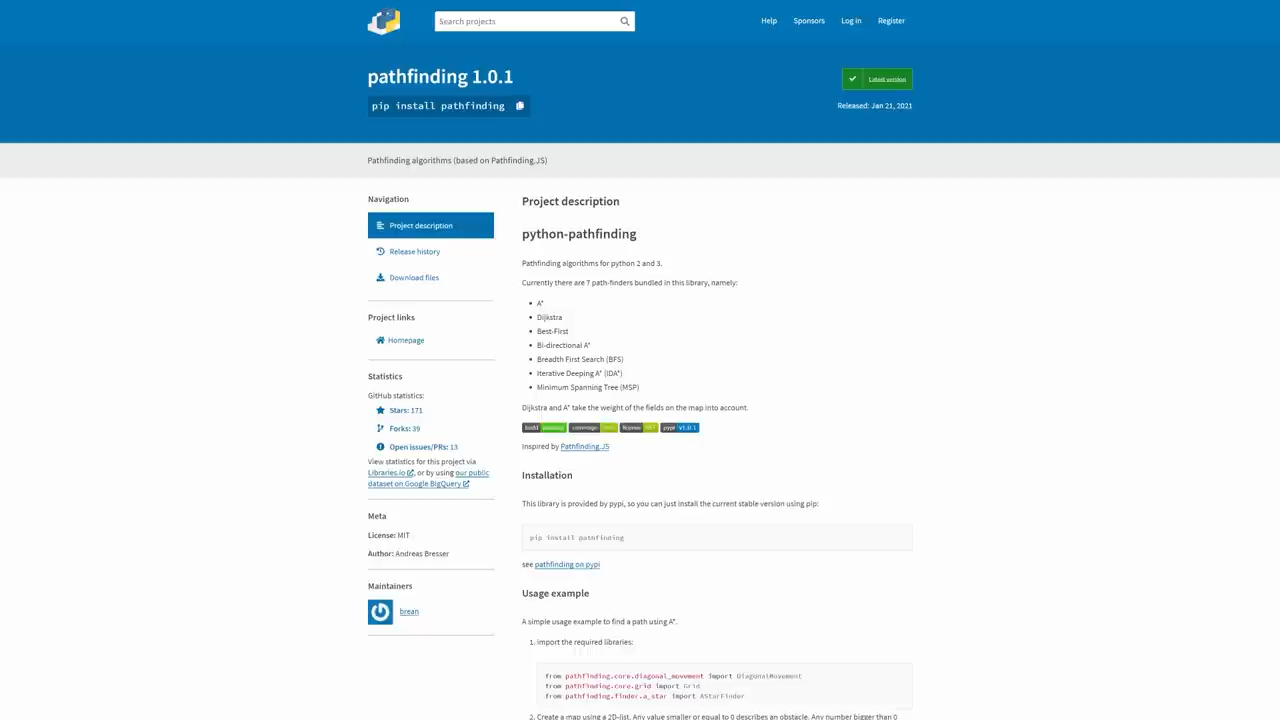 Search projects
Help
Sponsors
Log in
Register
pathfinding 1.0.1
Latest version
pip install pathfinding
Released: Jan 21, 2021
Pathfinding algorithms (based on Pathfinding.JS)
Navigation
Project description
Release history
Download files
Project links
Homepage
Statistics
GitHub statistics:
Stars: 171
Forks: 39
Open issues/PRs: 13
View statistics for this project via
Libraries.io, or by using our public
dataset on Google BigQuery
Meta
License: MIT
Author: Andreas Bresser
Maintainers
brean
Project description
python-pathfinding
Pathfinding algorithms for python 2 and 3.
Currently there are 7 path-finders bundled in this library, namely:
• A*
• Dijkstra
• Best-First
• Bi-directional A*
• Breadth First Search (BFS)
• Iterative Deeping A* (IDA*)
• Minimum Spanning Tree (MSP)
Dijkstra and A* take the weight of the fields on the map into account.
build
coverage
license MIT
pypi v1.0.1
Inspired by Pathfinding.JS
Installation
This library is provided by pypi, so you can just install the current stable version using pip:
pip install pathfinding
see pathfinding on pypi
Usage example
A simple usage example to find a path using A*.
1. import the required libraries:
from pathfinding.core.diagonal_movement import DiagonalMovement
from pathfinding.core.grid import Grid
from pathfinding.finder.a_star import AStarFinder
2. Create a map using a 2D-list. Any value smaller or equal to 0 describes an obstacle. Any number bigger than 0